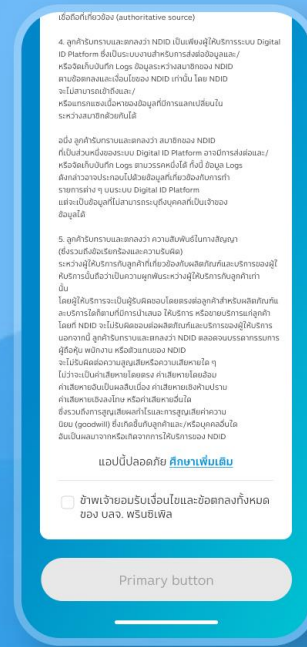 เชื่อถือที่เกี่ยวข้อง (authoritative source)
4. ลูกค้ารับทราบและตกลงว่า NDID เป็นเพียงผู้ให้บริการระบบ Digital
ID Platform ซึ่งเป็นระบบงานสำหรับการส่งต่อข้อมูลและ/
หรือจัดเก็บบันทึก Logs ข้อมูลระหว่างสมาชิกของ NDID
ตามข้อตกลงและเงื่อนไขของ NDID เท่านั้น โดย NDID
จะไม่สามารถเข้าถึงและ/
หรือแทรกแซงเนื้อหาของข้อมูลที่มีการแลกเปลี่ยนใน
ระหว่างสมาชิกด้วยกันได้
อนึ่ง ลูกค้ารับทราบและตกลงว่า สมาชิกของ NDID
ที่เป็นส่วนหนึ่งของระบบ Digital ID Platform อาจมีการส่งต่อและ/
หรือจัดเก็บบันทึก Logs ตามวรรคหนึ่งได้ ทั้งนี้ ข้อมูล Logs
ดังกล่าวอาจประกอบไปด้วยข้อมูลที่เกี่ยวข้องกับการทำ
รายการต่าง ๆ บนระบบ Digital ID Platform
แต่จะเป็นข้อมูลที่ไม่สามารถระบุถึงบุคคลที่เป็นเจ้าของ
ข้อมูลได้
5. ลูกค้ารับทราบและตกลงว่า ความสัมพันธ์ในทางสัญญา
(ซึ่งรวมถึงข้อเรียกร้องและความรับผิด)
ระหว่างผู้ให้บริการกับลูกค้าที่เกี่ยวข้องกับผลิตภัณฑ์และบริการของผู้ใ
ห้บริการนั้นถือว่าเป็นความผูกพันระหว่างผู้ให้บริการกับลูกค้าเท่า
นั้น
โดยผู้ให้บริการจะเป็นผู้รับผิดชอบโดยตรงต่อลูกค้าสำหรับผลิตภัณฑ์แ
ละบริการใดก็ตามที่มีการนำเสนอ ให้บริการ หรือขายบริการแก่ลูกค้า
โดยที่ NDID จะไม่รับผิดชอบต่อผลิตภัณฑ์และบริการของผู้ให้บริการ
นอกจากนี้ ลูกค้ารับทราบและตกลงว่า NDID ตลอดจนบรรดากรรมการ
ผู้ถือหุ้น พนักงาน หรือตัวแทนของ NDID
จะไม่รับผิดต่อความสูญเสียหรือความเสียหายใด ๆ
ไม่ว่าจะเป็นค่าเสียหายโดยตรง ค่าเสียหายโดยอ้อม
ค่าเสียหายอันเป็นผลสืบเนื่อง ค่าเสียหายเชิงห้ามปราม
ค่าเสียหายเชิงลงโทษ หรือค่าเสียหายอื่นใด
ซึ่งรวมถึงการสูญเสียผลกำไรและการสูญเสียค่าความ
นิยม (goodwill) ซึ่งเกิดขึ้นกับลูกค้าและ/หรือบุคคลอื่นใด
อันเป็นผลมาจากหรือเกิดจากการให้บริการของ NDID
แอปนี้ปลอดภัย ศึกษาเพิ่มเติม
ข้าพเจ้ายอมรับเงื่อนไขและข้อตกลงทั้งหมด
ของ บลจ. พรินซิเพิล
Primary button